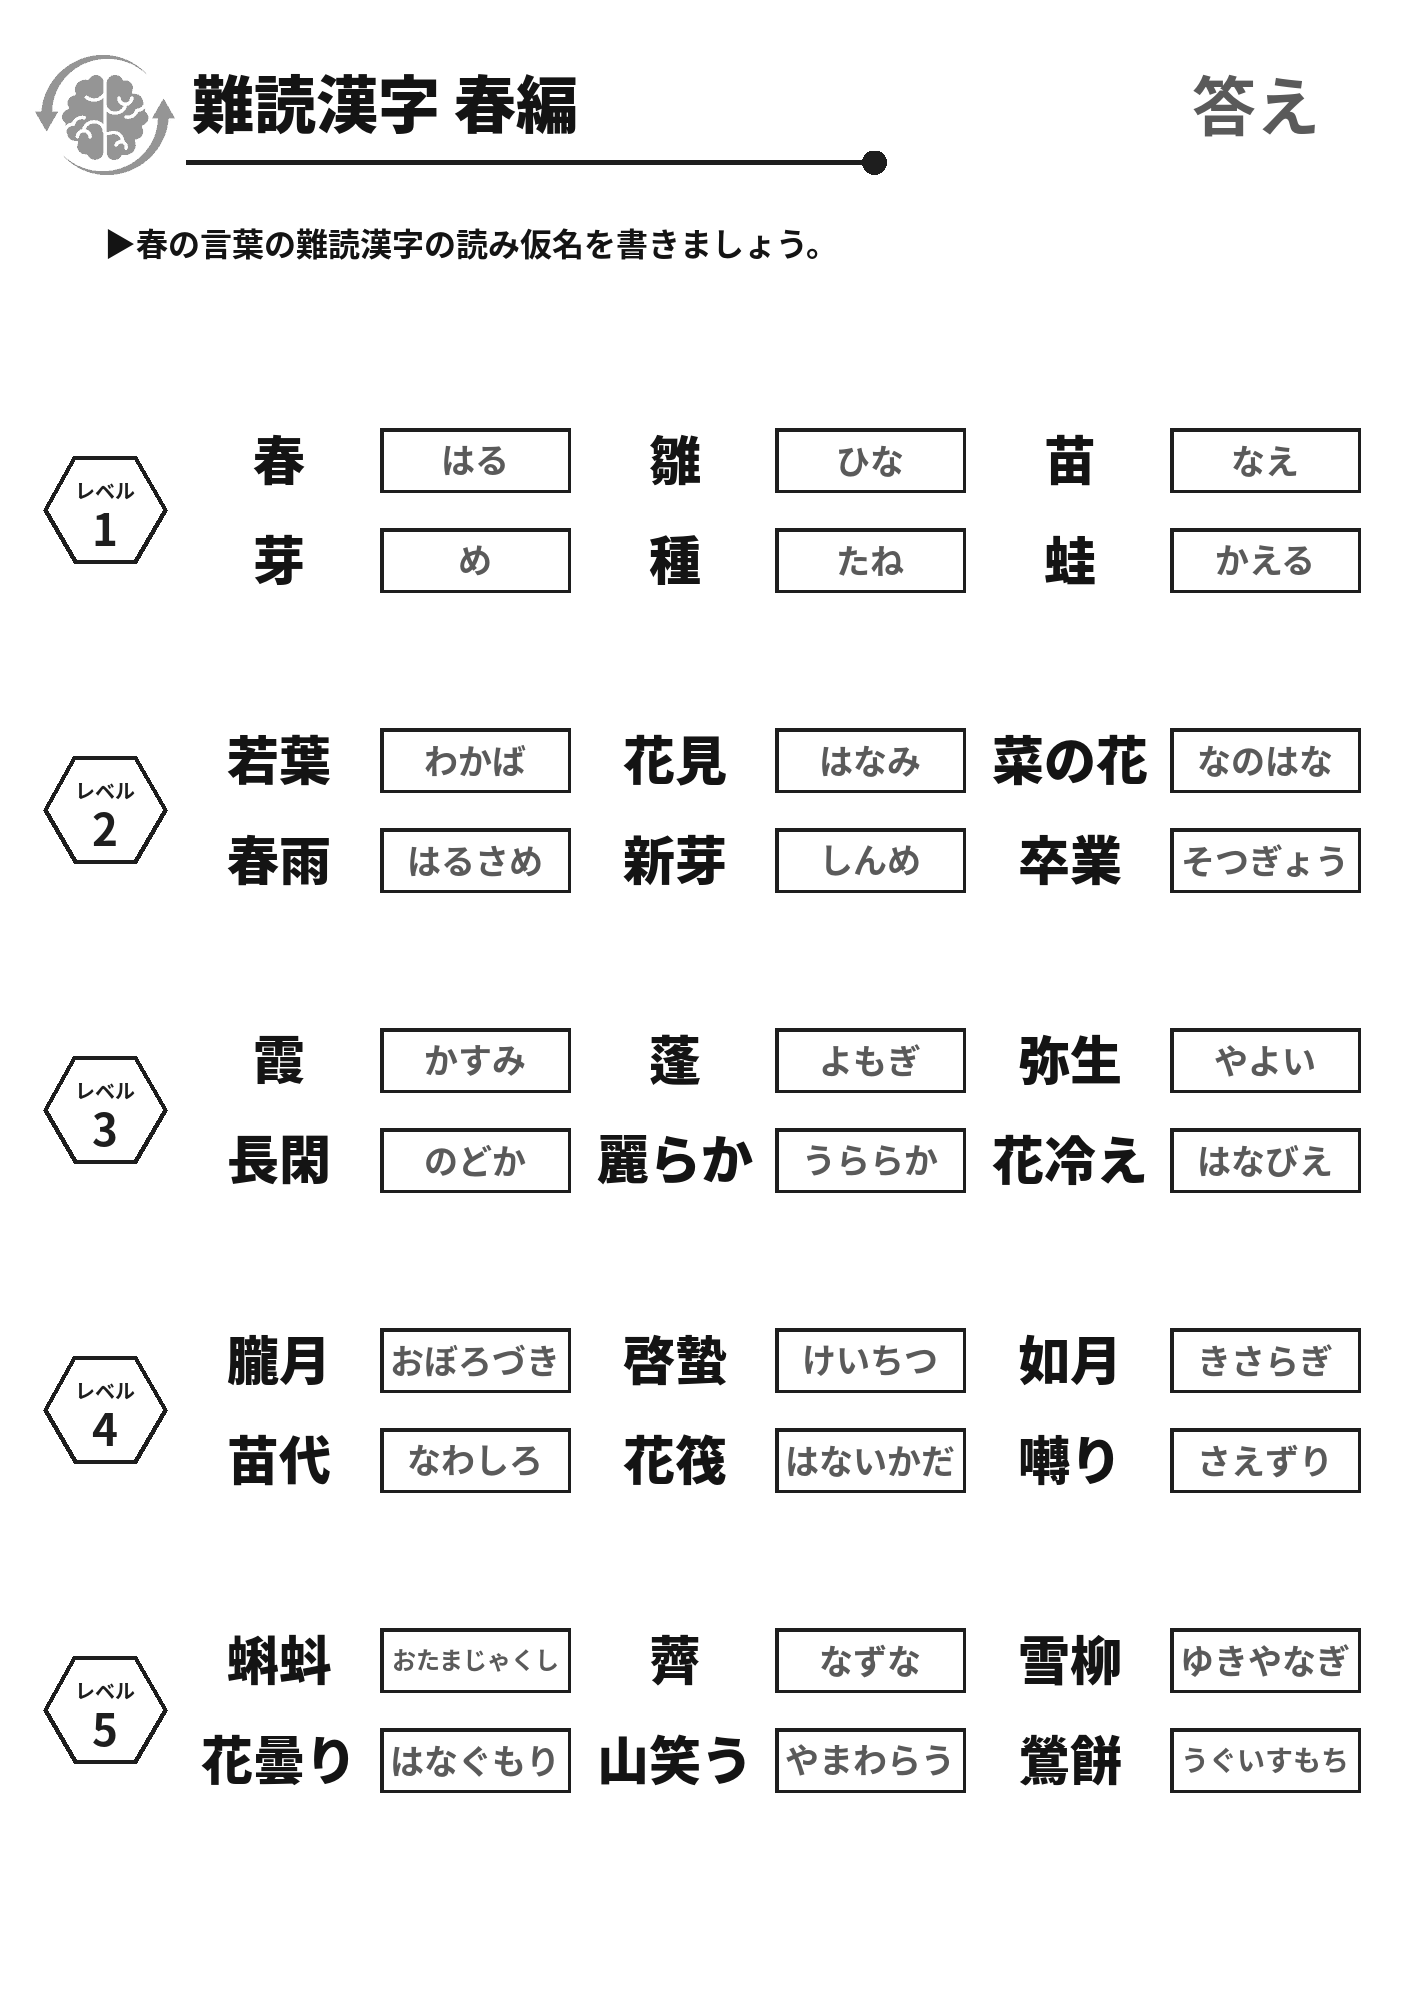 難読漢字 春編
答え
▶春の言葉の難読漢字の読み仮名を書きましょう。
レベル
1
春 はる 雛 ひな 苗 なえ
芽 め 種 たね 蛙 かえる
レベル
2
若葉 わかば 花見 はなみ 菜の花 なのはな
春雨 はるさめ 新芽 しんめ 卒業 そつぎょう
レベル
3
霞 かすみ 蓬 よもぎ 弥生 やよい
長閑 のどか 麗らか うららか 花冷え はなびえ
レベル
4
朧月 おぼろづき 啓蟄 けいちつ 如月 きさらぎ
苗代 なわしろ 花筏 はないかだ 囀り さえずり
レベル
5
蝌蚪 おたまじゃくし 薺 なずな 雪柳 ゆきやなぎ
花曇り はなぐもり 山笑う やまわらう 鶯餅 うぐいすもち